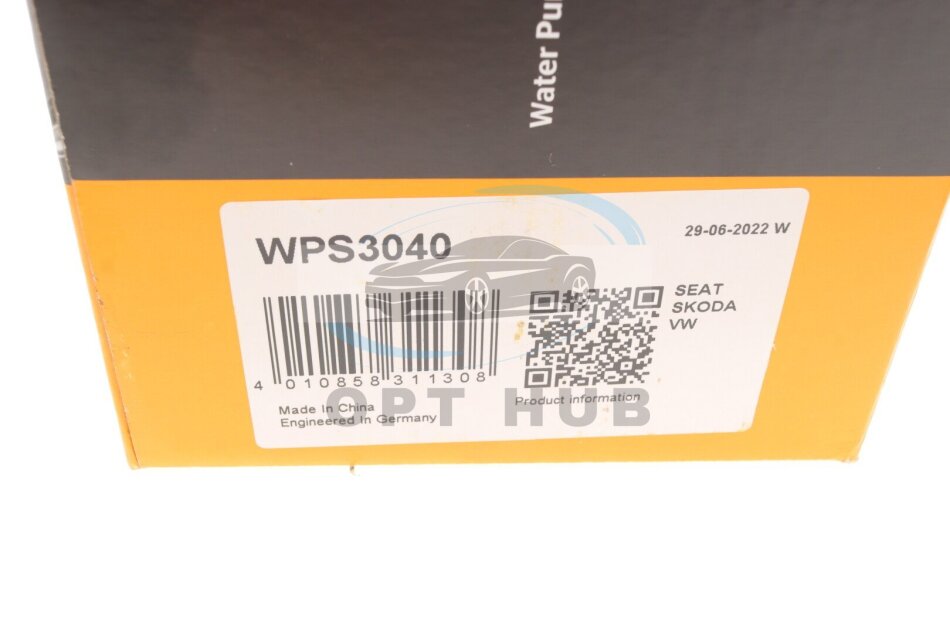 Water Pu
WPS3040
29-06-2022 W
SEAT
SKODA
VW
4 010858 311308
Product information
Made In China
Engineered In Germany
OPT HUB